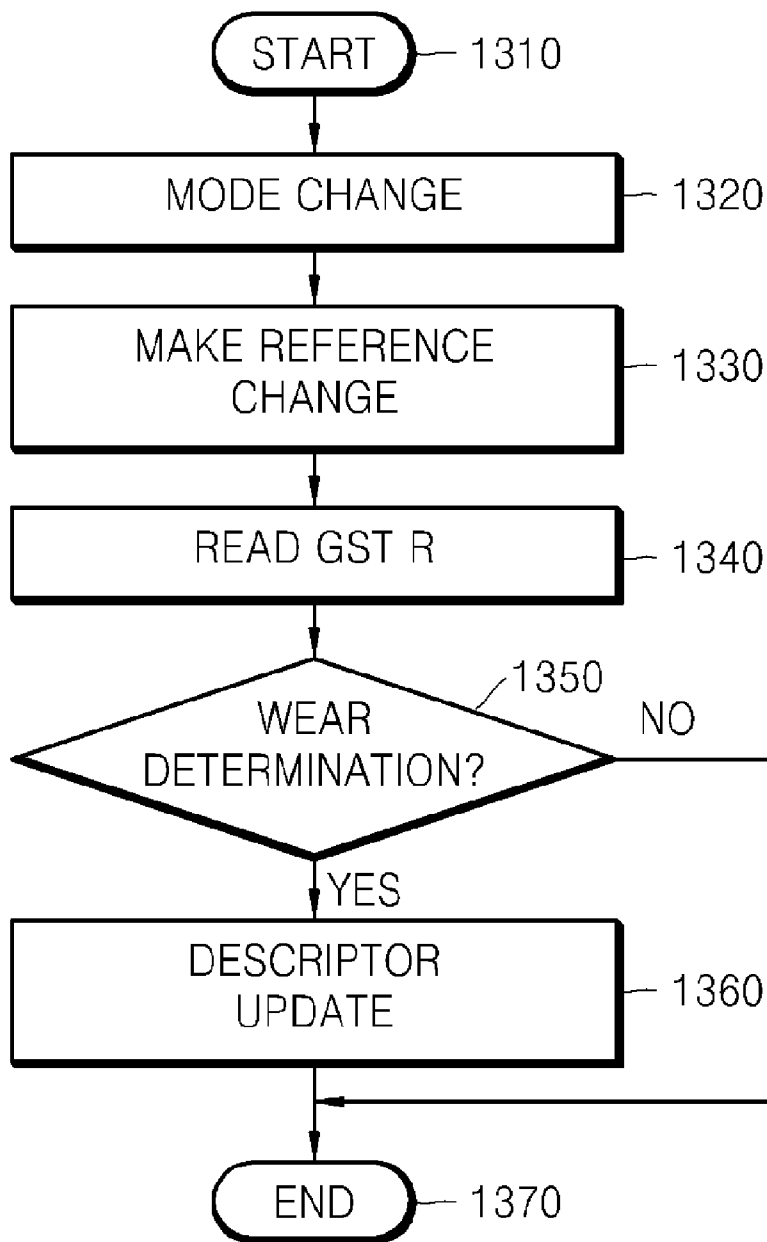 START
1310
MODE CHANGE
1320
MAKE REFERENCE
CHANGE
1330
READ GST R
1340
1350
WEAR
DETERMINATION?
NO
YES
DESCRIPTOR
UPDATE
1360
END
1370